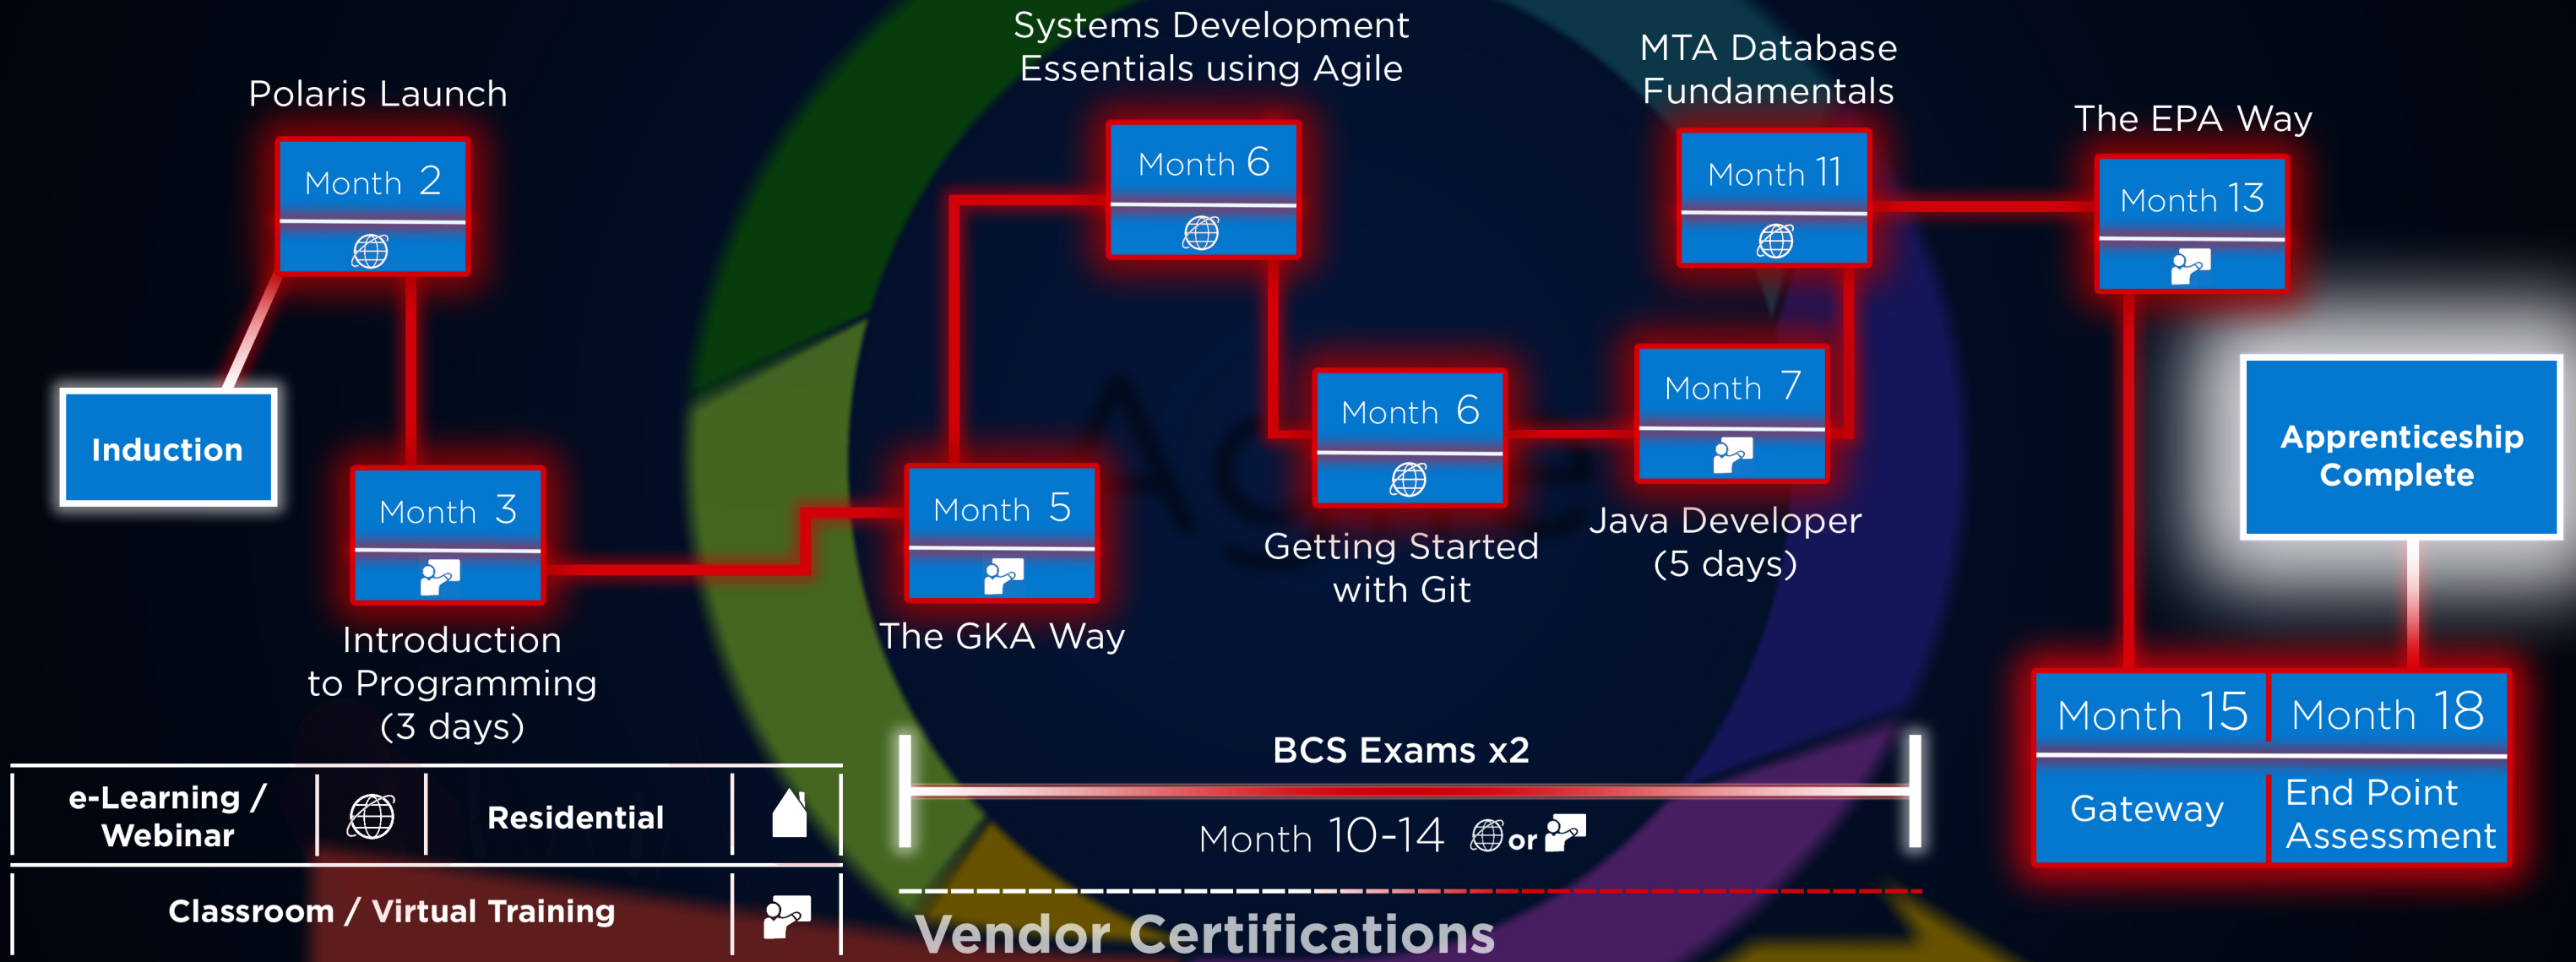 Induction
Polaris Launch
Month 2
Month 3
Introduction
to Programming
(3 days)
Month 5
The GKA Way
Systems Development
Essentials using Agile
Month 6
Month 6
Getting Started
with Git
Month 7
Java Developer
(5 days)
MTA Database
Fundamentals
Month 11
The EPA Way
Month 13
Month 15
Gateway
Month 18
End Point
Assessment
Apprenticeship
Complete
Agile
BCS Exams x2
Month 10-14 or
Vendor Certifications
e-Learning /
Webinar
Residential
Classroom / Virtual Training